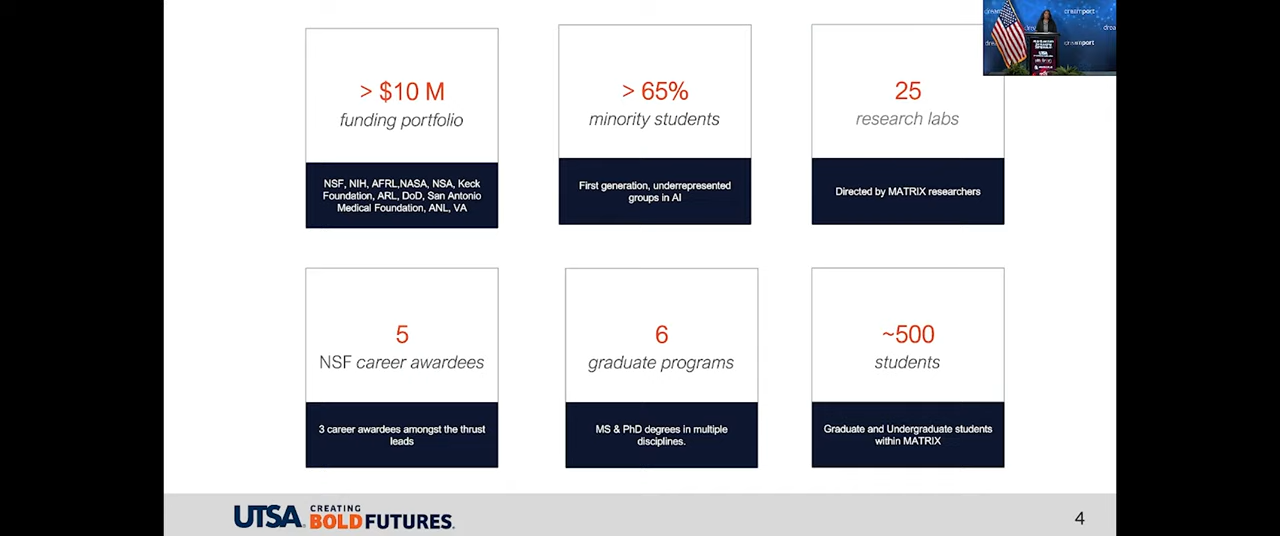 > $10 M
funding portfolio
NSF, NIH, AFRL,NASA, NSA, Keck
Foundation, ARL, DoD, San Antonio
Medical Foundation, ANL, VA
> 65%
minority students
First generation, underrepresented
groups in AI
25
research labs
Directed by MATRIX researchers
dreamport
dreamport
UTSA
5
NSF career awardees
3 career awardees amongst the thrust
leads
6
graduate programs
MS & PhD degrees in multiple
disciplines.
~500
students
Graduate and Undergraduate students
within MATRIX
UTSA. CREATING
BOLD FUTURES.
4